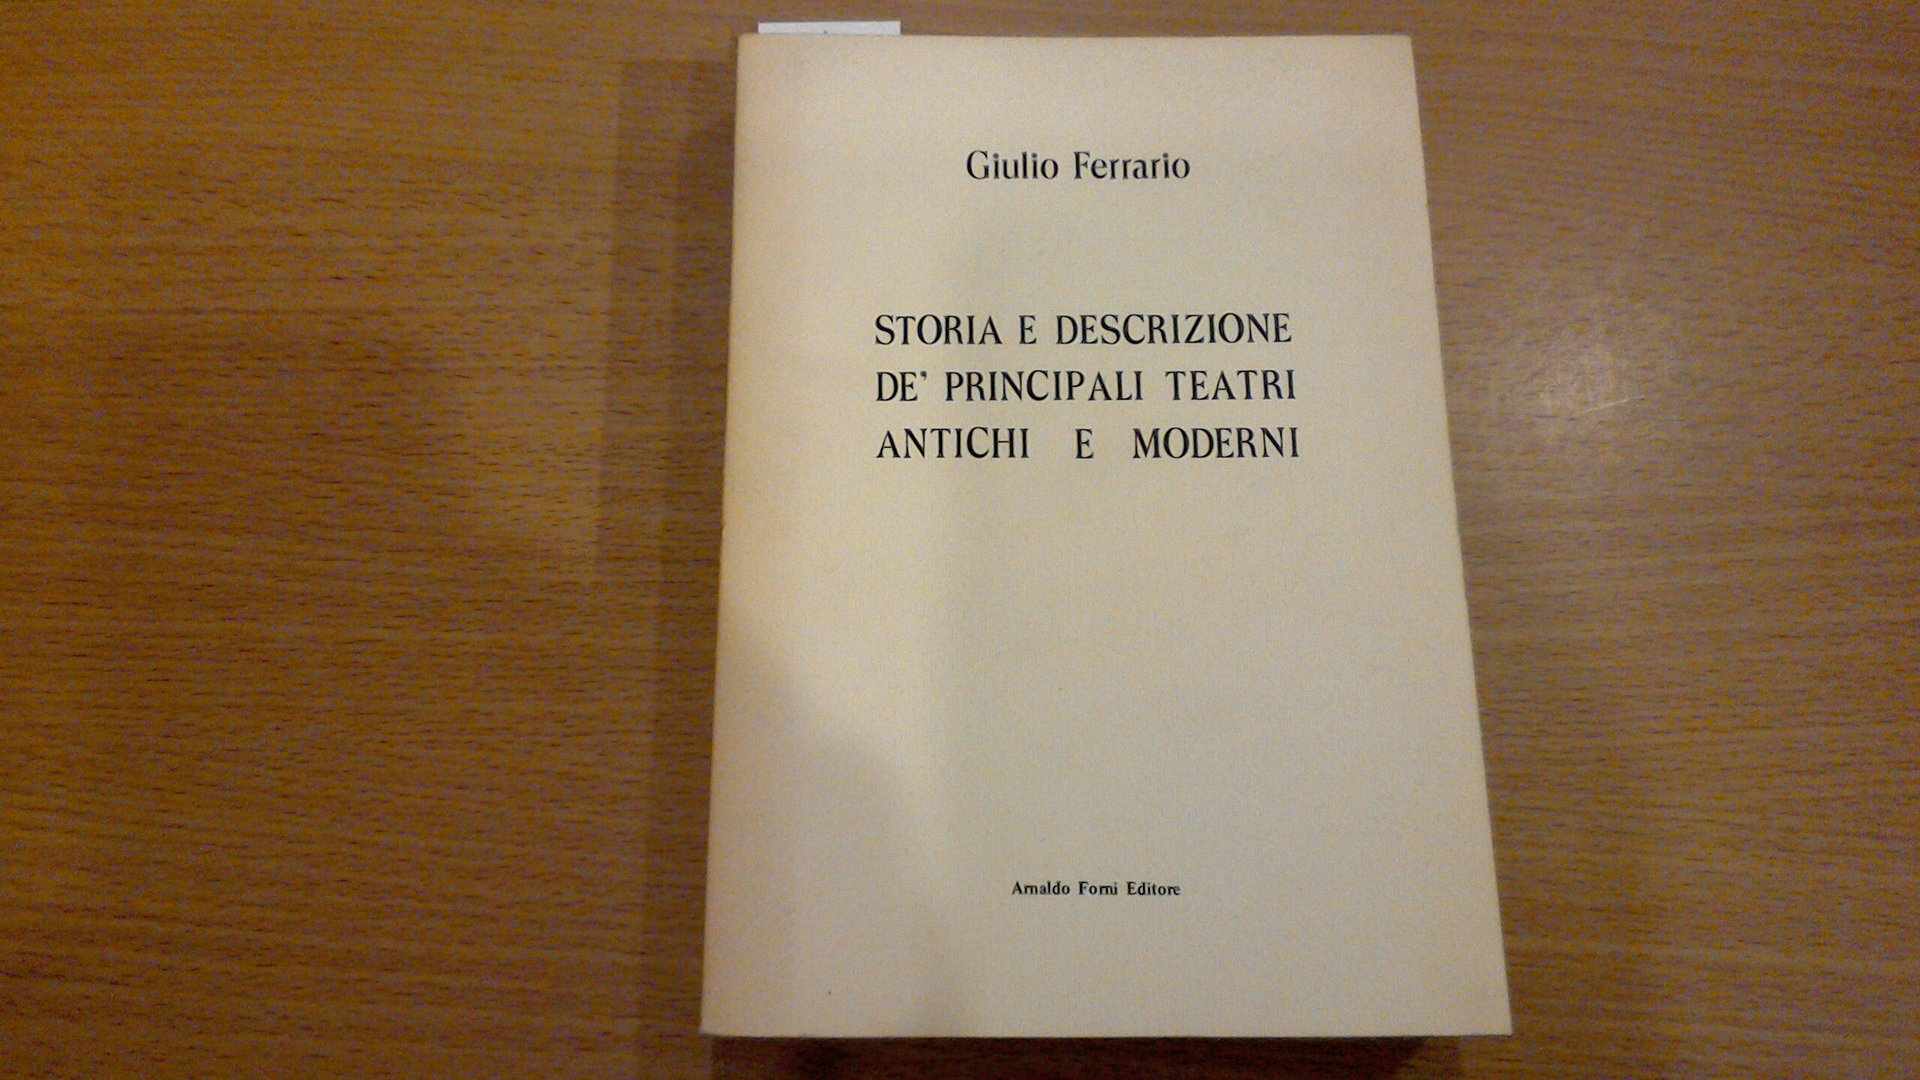 Giulio Ferrario
STORIA E DESCRIZIONE
DE' PRINCIPALI TEATRI
ANTICHI E MODERNI
Arnaldo Forni Editore